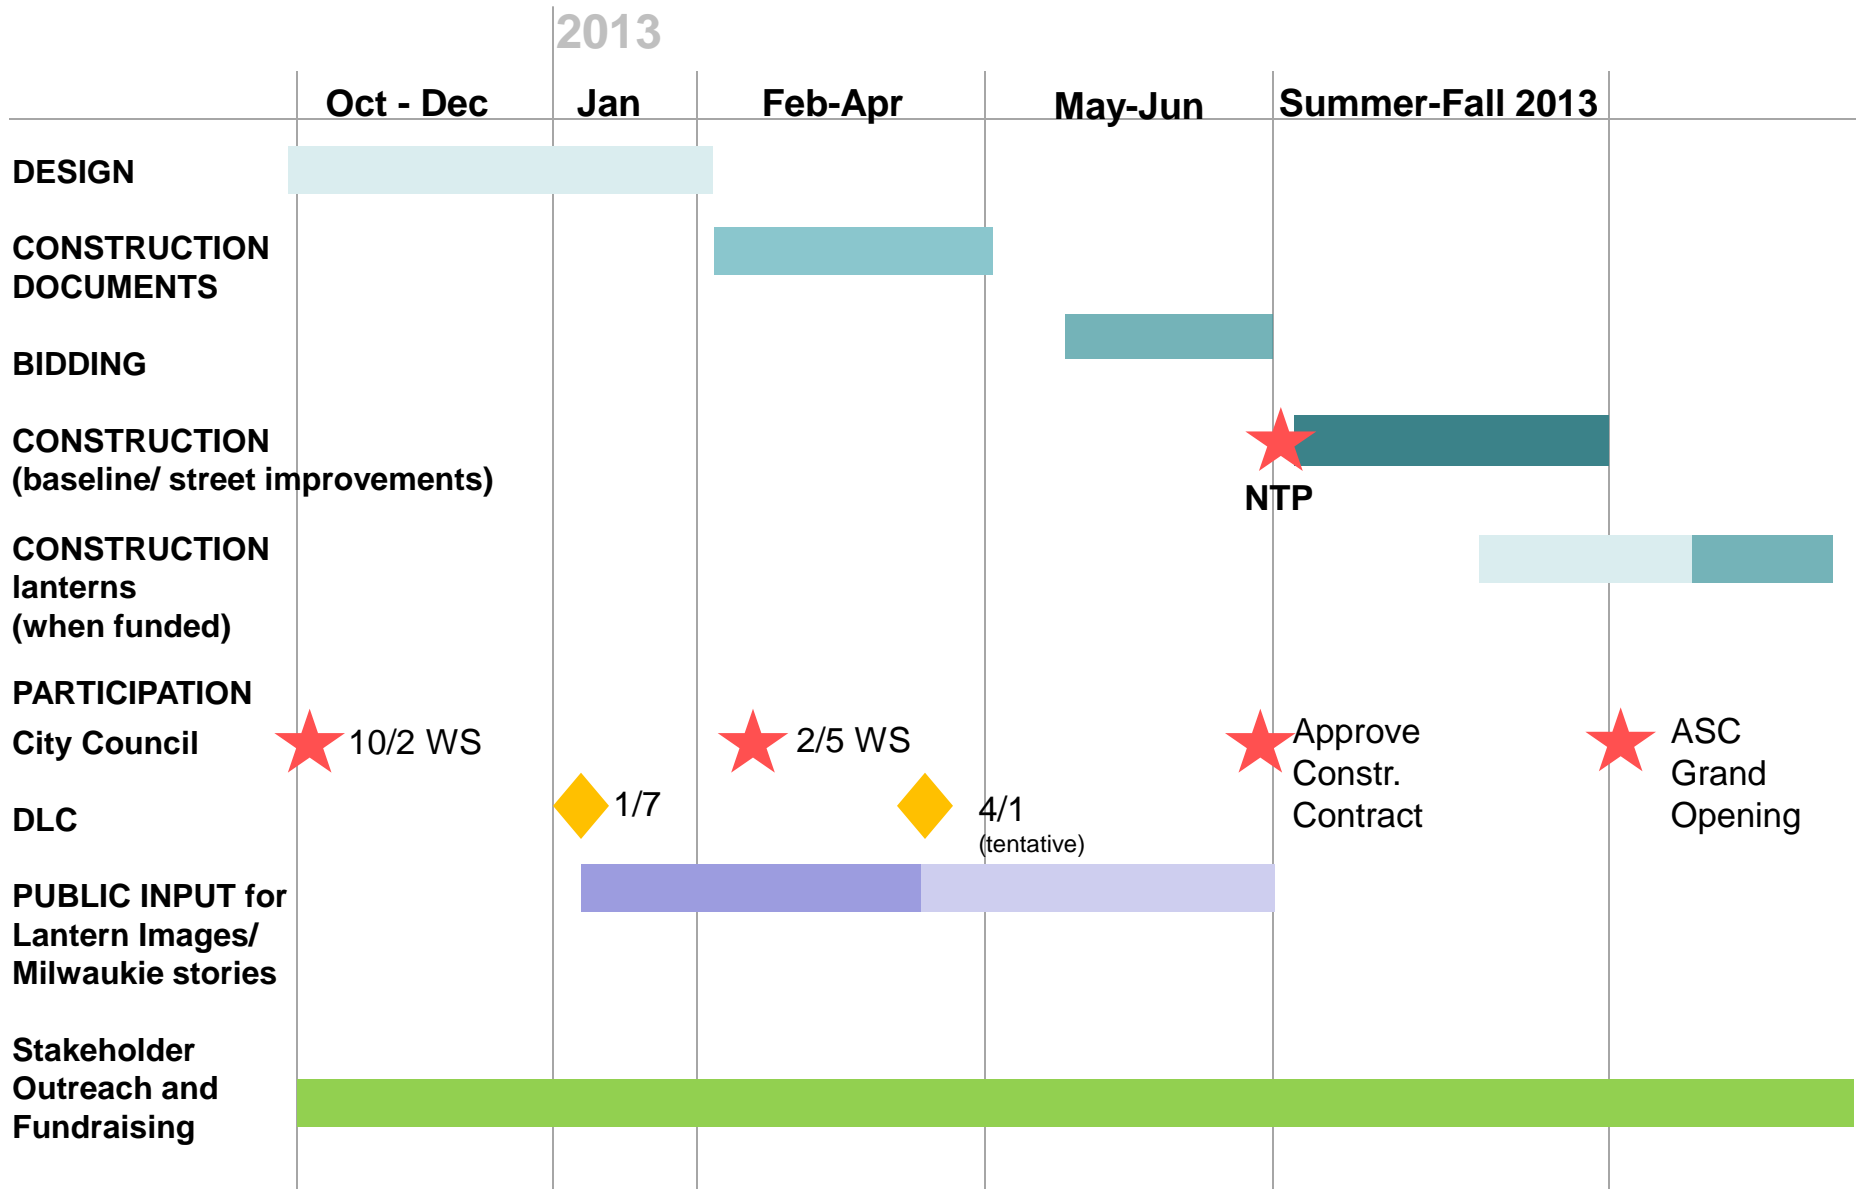 2013
Oct - Dec
Jan
Feb-Apr
May-Jun
Summer-Fall 2013
DESIGN
CONSTRUCTION
DOCUMENTS
BIDDING
CONSTRUCTION
(baseline/ street improvements)
NTP
CONSTRUCTION
lanterns
(when funded)
PARTICIPATION
City Council
10/2 WS
2/5 WS
Approve
Constr.
Contract
ASC
Grand
Opening
DLC
1/7
4/1
(tentative)
PUBLIC INPUT for
Lantern Images/
Milwaukie stories
Stakeholder
Outreach and
Fundraising